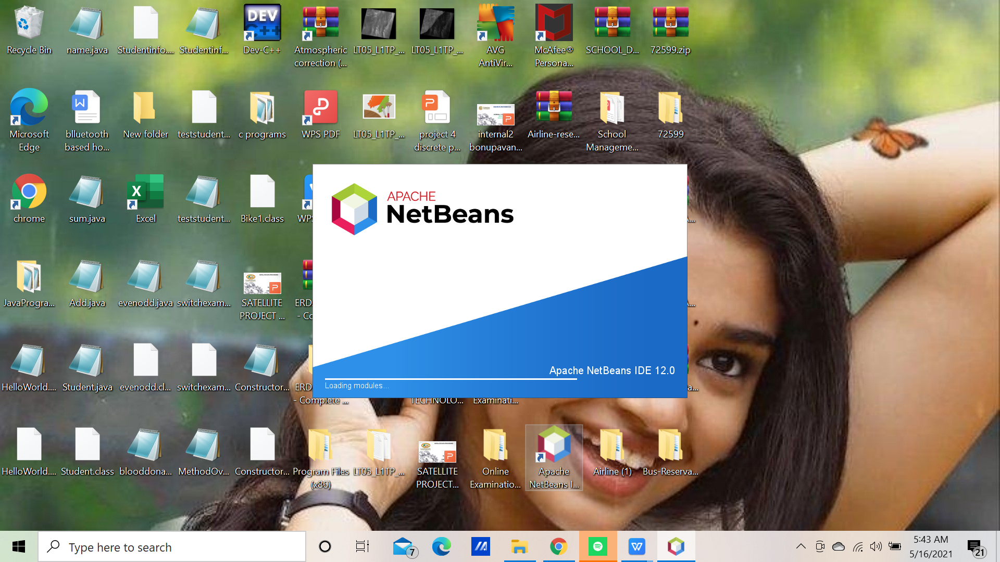 Recycle Bin
name.java
Studentinfo....
Studentinf...
DEV
C++
Dev-C++
Atmospheric
correction (...
LT05_L1TP_...
LT05_L1TP_...
AVG
AntiVir...
McAfee®
Persona...
SCHOOL_D...
72599.zip
Microsoft
Edge
W
blluetooth
based ho...
New folder
teststudent...
c programs
WPS PDF
LT05_L1TP_...
P
project 4
discrete p...
P
internal2
bonupavan...
Airline-rese...
School
Manageme...
72599
chrome
sum.java
X
Excel
teststudent...
Bike1.class
WPS
APACHE
NetBeans
JavaProgra...
Add.java
evenodd.java
switchexam...
P
SATELLITE
PROJECT ...
ERD
- Co
HelloWorld....
Student.java
evenodd.cl...
switchexam...
Constructor...
ERD
- Complete ...
TECHNOLO...
Examinati...
Apache NetBeans IDE 12.0
Loading modules...
HelloWorld....
Student.class
blooddona...
MethodOv...
Constructor...
Program Files
(x86)
LT05_L1TP_...
P
SATELLITE
PROJECT...
Online
Examinatio...
Apache
NetBeans I...
Airline (1)
Bus-Reserva...
Type here to search
7
W
5:43 AM
5/16/2021
21